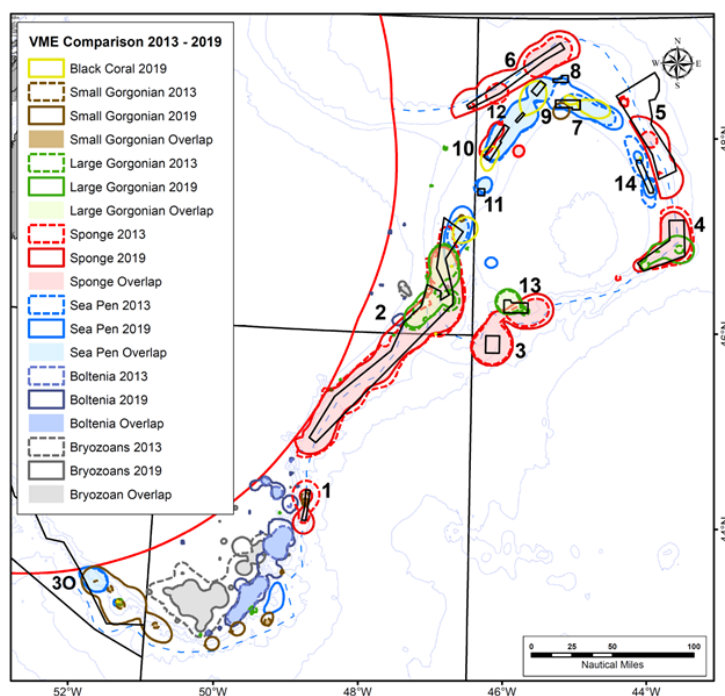 VME Comparison 2013 - 2019
Black Coral 2019
Small Gorgonian 2013
Small Gorgonian 2019
Small Gorgonian Overlap
Large Gorgonian 2013
Large Gorgonian 2019
Large Gorgonian Overlap
Sponge 2013
Sponge 2019
Sponge Overlap
Sea Pen 2013
Sea Pen 2019
Sea Pen Overlap
Boltenia 2013
Boltenia 2019
Boltenia Overlap
Bryozoans 2013
Bryozoans 2019
Bryozoan Overlap
6
8
N
W E
S
12
9
7
5
10
48°N
14
11
4
13
2
46°N
3
1
44°N
3O
0 25 50 100
Nautical Miles
52°W 50°W 48°W 46°W 44°W